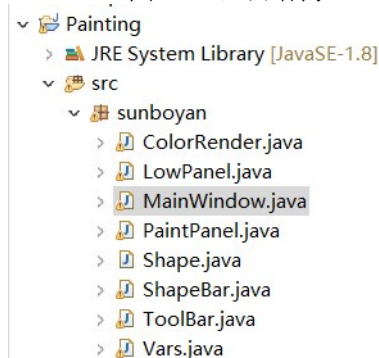 Painting
JRE System Library [JavaSE-1.8]
src
sunboyan
ColorRender.java
LowPanel.java
MainWindow.java
PaintPanel.java
Shape.java
ShapeBar.java
ToolBar.java
Vars.java